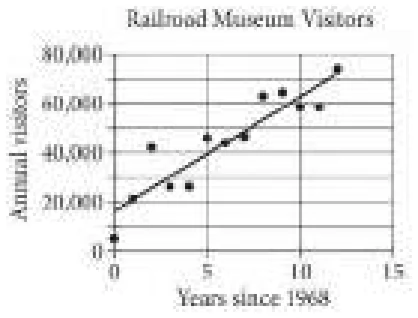 Railroad Museum Visitors
Annual visitors
80,000
60,000
40,000
20,000
0
0 5 10 15
Years since 1968